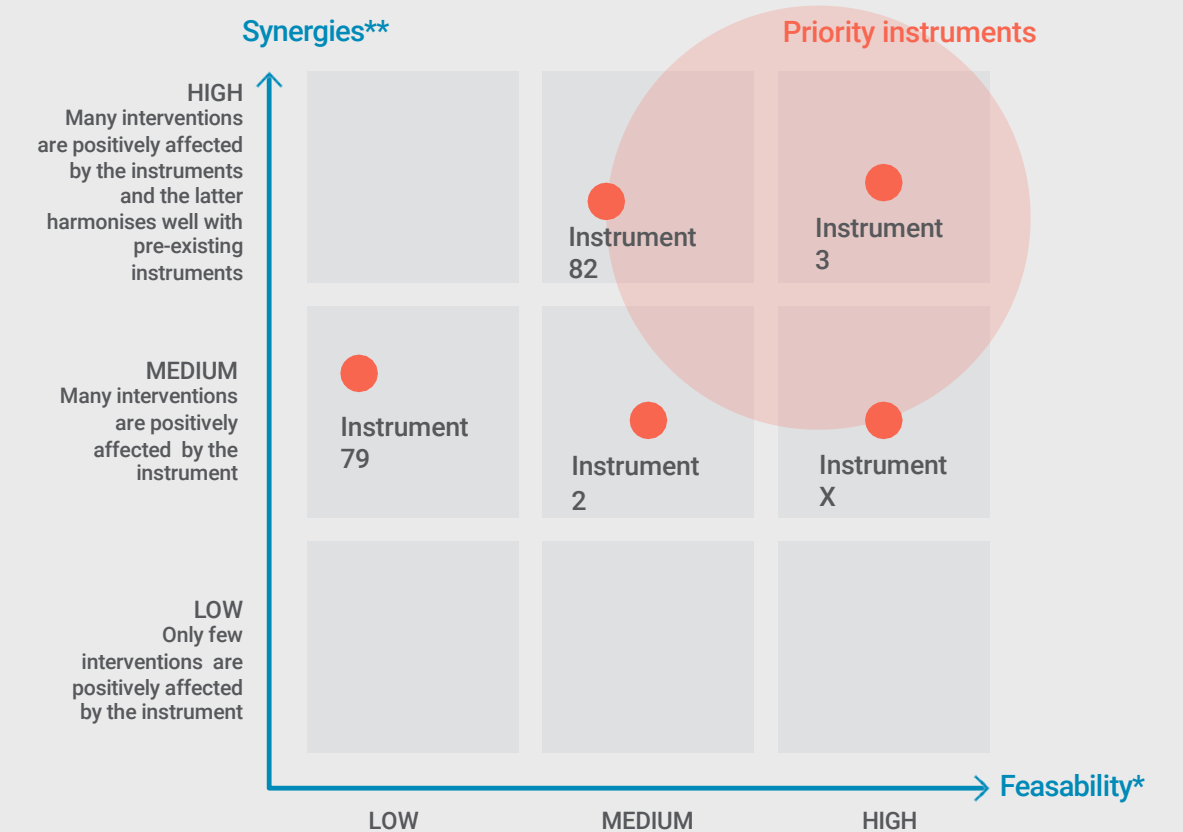 Synergies**
Priority instruments
HIGH
Many interventions
are positively affected
by the instruments
and the latter
harmonises well with
pre-existing
instruments
Instrument
82
Instrument
3
MEDIUM
Many interventions
are positively
affected by the
instrument
Instrument
79
Instrument
2
Instrument
X
LOW
Only few
interventions are
positively affected
by the instrument
Feasability*
LOW
MEDIUM
HIGH